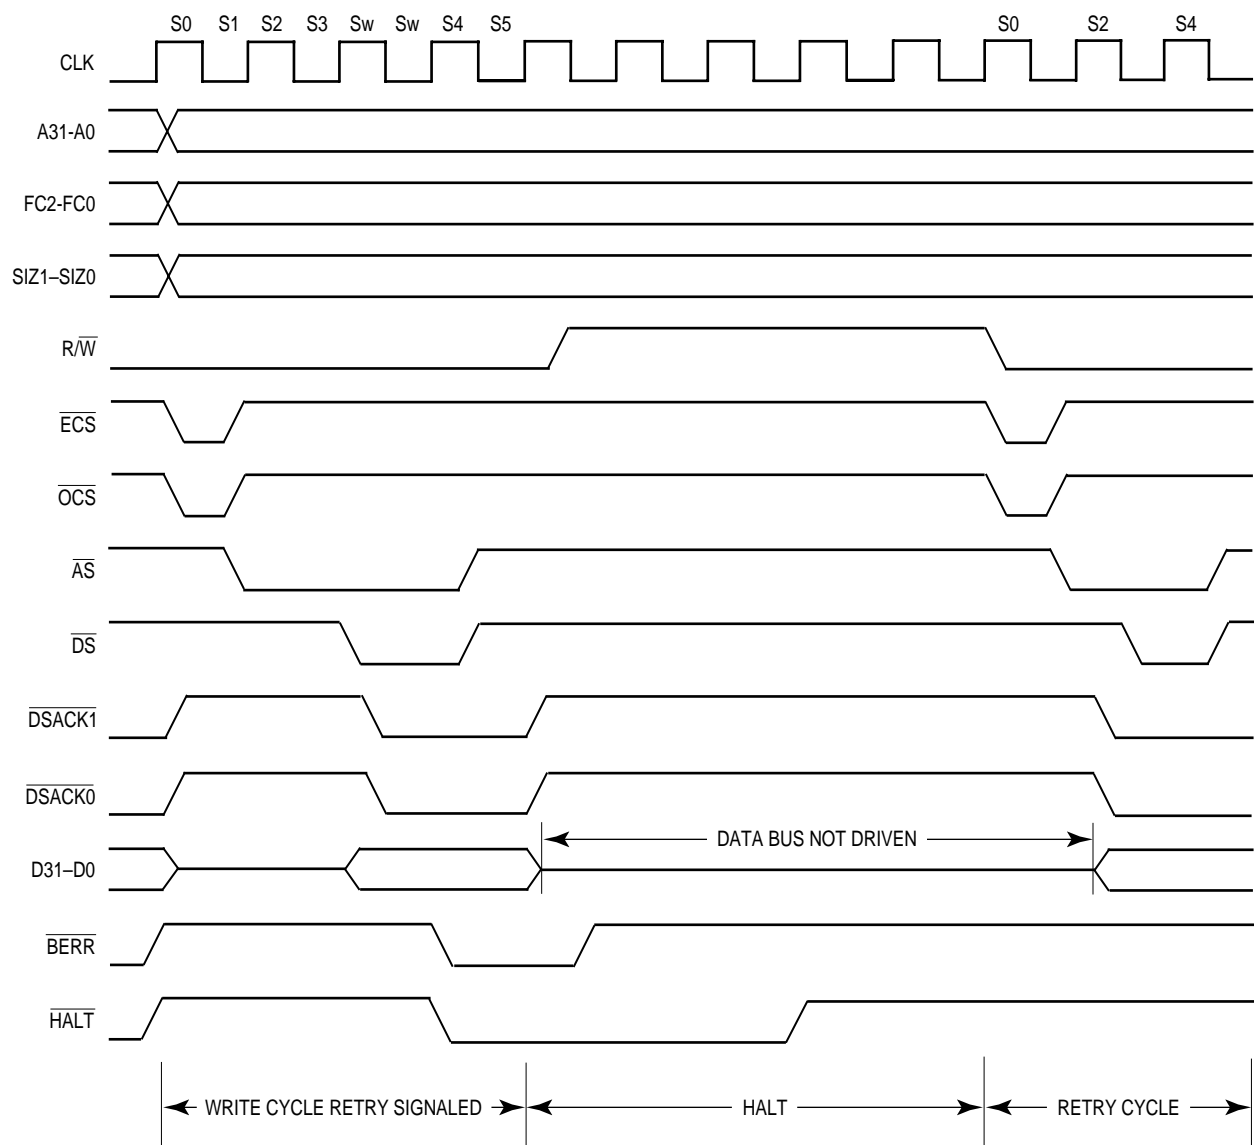 S0 S1 S2 S3 Sw Sw S4 S5 S0 S2 S4
CLK
A31-A0
FC2-FC0
SIZ1–SIZ0
R/W
ECS
OCS
AS
DS
DSACK1
DSACK0
DATA BUS NOT DRIVEN
D31–D0
BERR
HALT
WRITE CYCLE RETRY SIGNALED HALT RETRY CYCLE